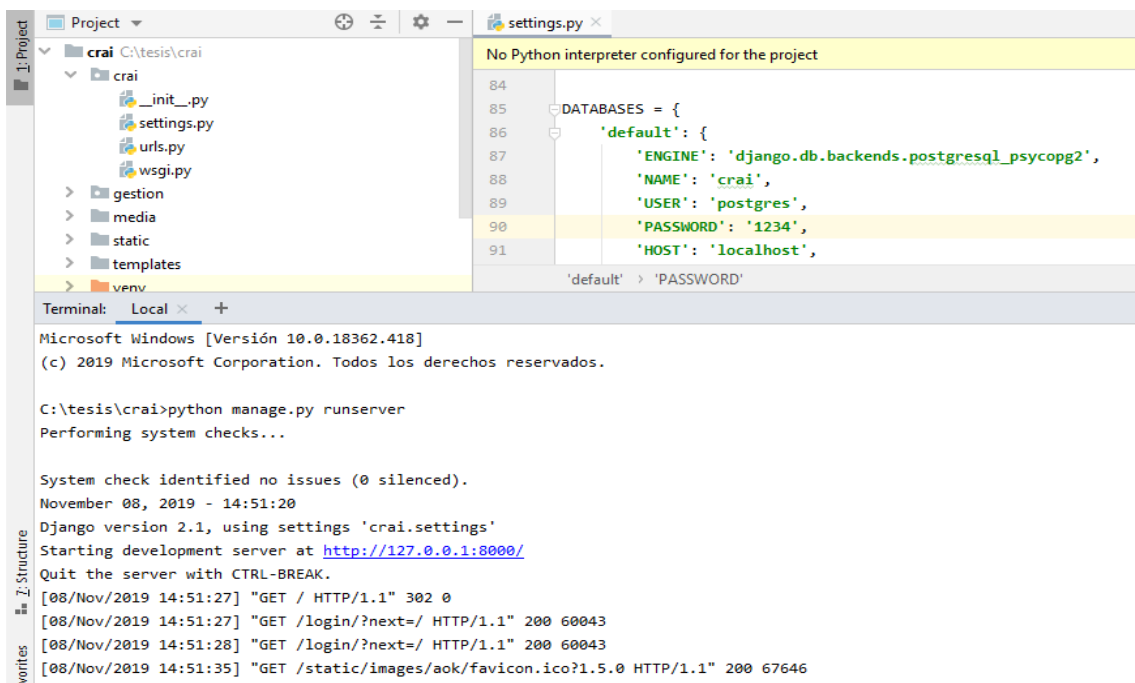 1: Project
Project
settings.py
crai C:\tesis\crai
crai
__init__.py
settings.py
urls.py
wsgi.py
gestion
media
static
templates
venv
No Python interpreter configured for the project
84
85 DATABASES = {
86 'default': {
87 'ENGINE': 'django.db.backends.postgresql_psycopg2',
88 'NAME': 'crai',
89 'USER': 'postgres',
90 'PASSWORD': '1234',
91 'HOST': 'localhost',
'default' > 'PASSWORD'
Terminal: Local × +
Microsoft Windows [Versión 10.0.18362.418]
(c) 2019 Microsoft Corporation. Todos los derechos reservados.
C:\tesis\crai>python manage.py runserver
Performing system checks...
System check identified no issues (0 silenced).
November 08, 2019 - 14:51:20
Django version 2.1, using settings 'crai.settings'
Starting development server at http://127.0.0.1:8000/
Quit the server with CTRL-BREAK.
[08/Nov/2019 14:51:27] "GET / HTTP/1.1" 302 0
[08/Nov/2019 14:51:27] "GET /login/?next=/ HTTP/1.1" 200 60043
[08/Nov/2019 14:51:28] "GET /login/?next=/ HTTP/1.1" 200 60043
[08/Nov/2019 14:51:35] "GET /static/images/aok/favicon.ico?1.5.0 HTTP/1.1" 200 67646
7: Structure
vorites